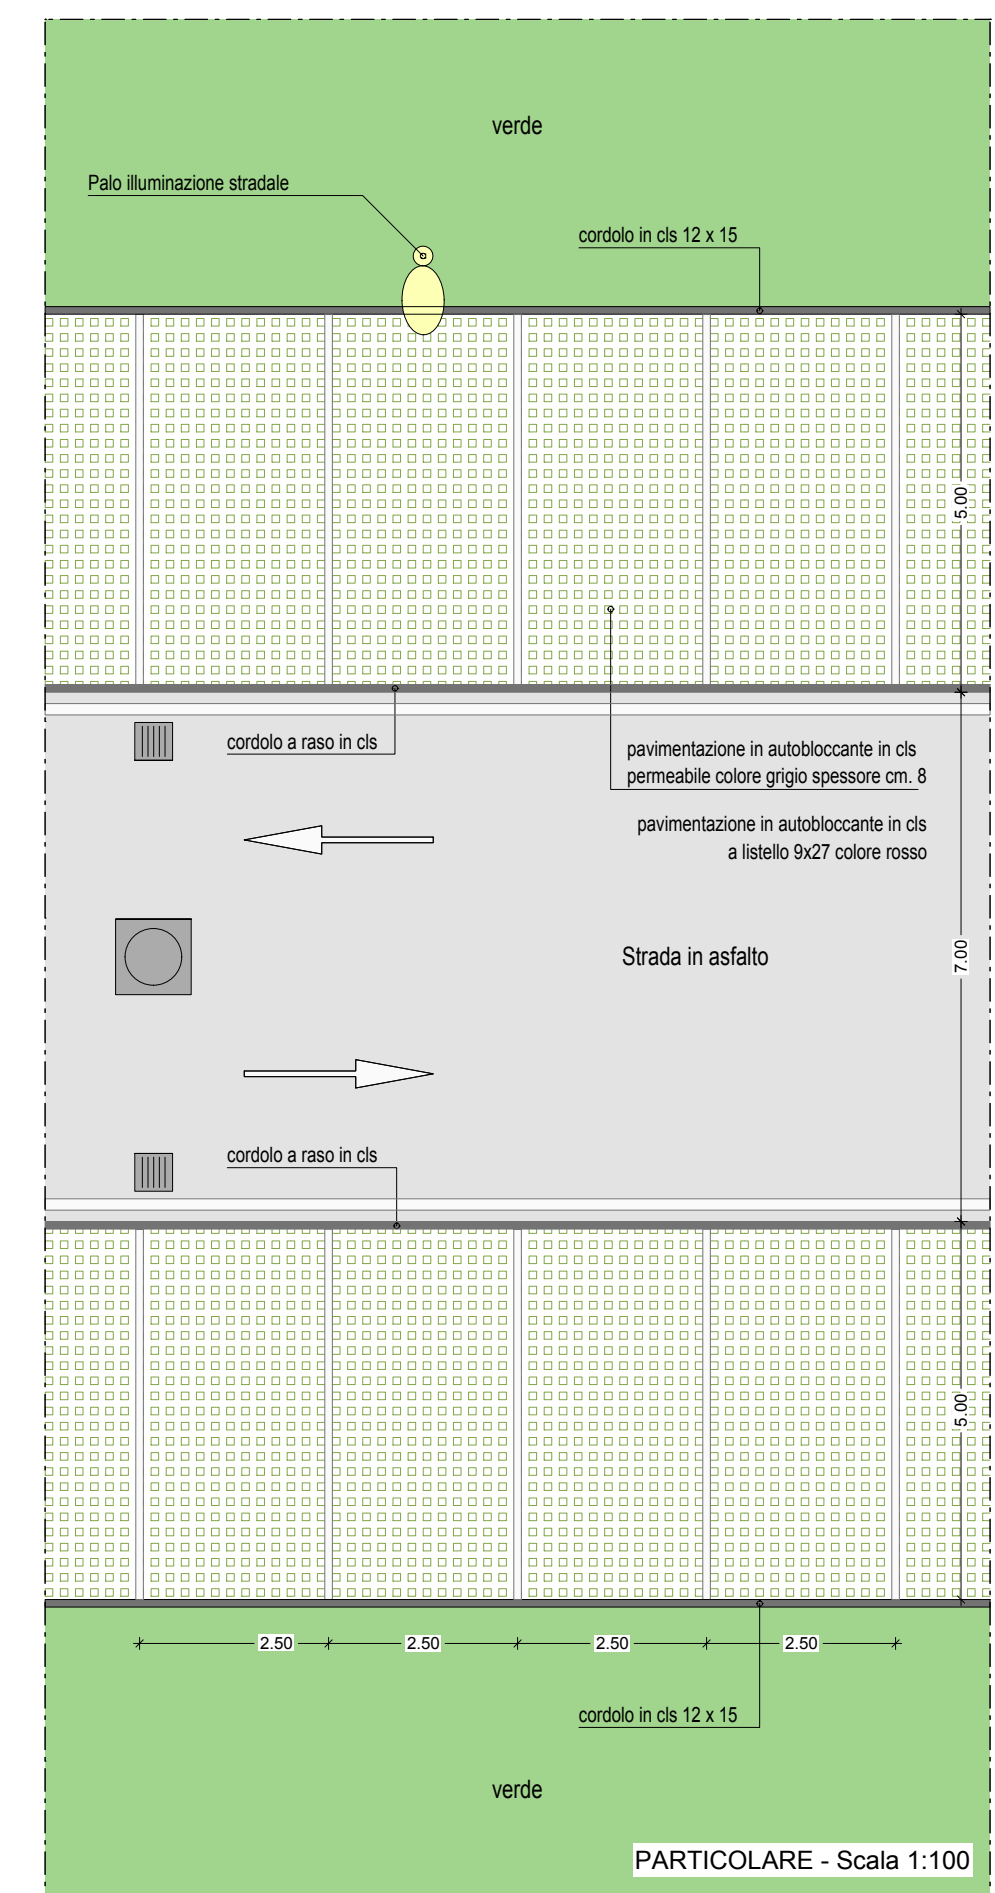 verde
Palo illuminazione stradale
cordolo in cls 12 x 15
5.00
cordolo a raso in cls
pavimentazione in autobloccante in cls
permeabile colore grigio spessore cm. 8
pavimentazione in autobloccante in cls
a listello 9x27 colore rosso
Strada in asfalto
7.00
cordolo a raso in cls
5.00
2.50 2.50 2.50 2.50
cordolo in cls 12 x 15
verde
PARTICOLARE - Scala 1:100